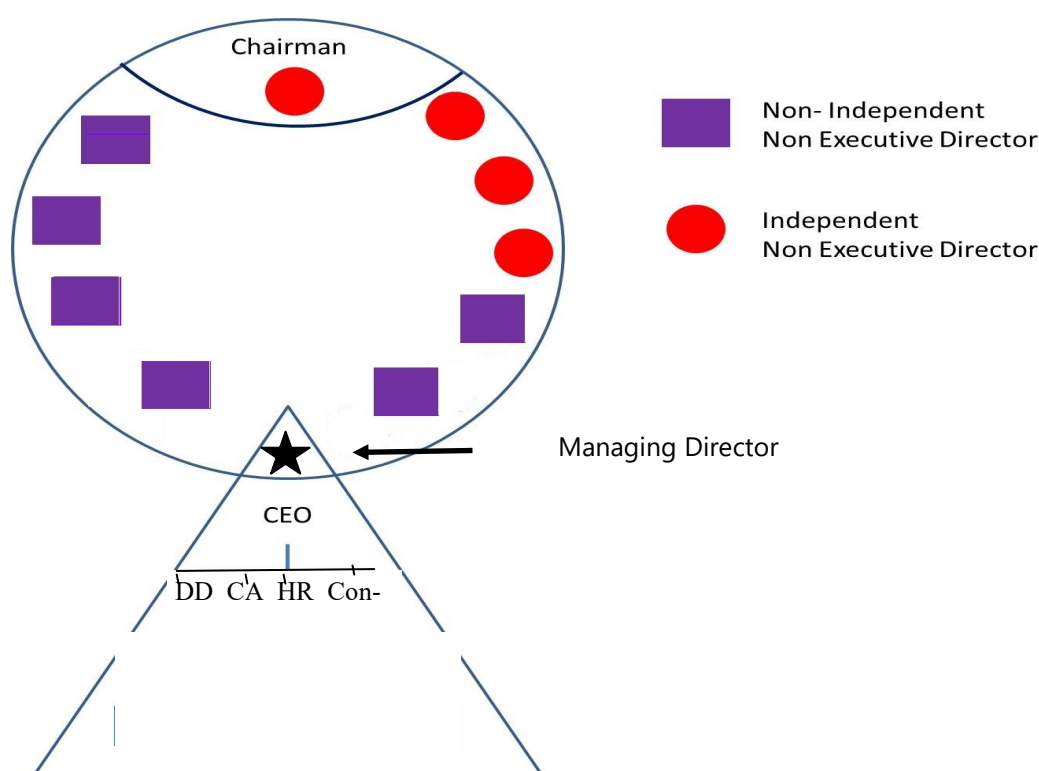 Chairman
Non- Independent
Non Executive Director
Independent
Non Executive Director
Managing Director
CEO
DD CA HR Con-